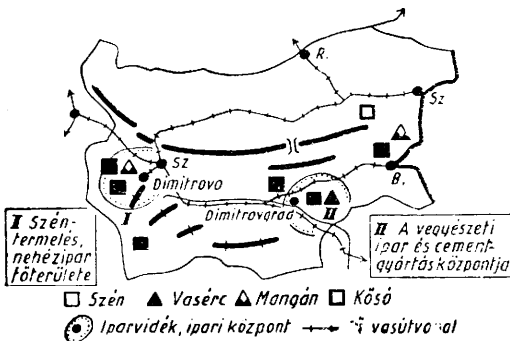 R.
Sz
Sz
B.
Dimitrovo
I
Dimitrovgrad
II
I Szén-
termelés,
nehézipar
főterülete
II A vegyészeti
ipar és cement-
gyártás központja
Szén Vasérc Mangán Kősó
Iparvidék, ipari központ Fő vasútvonal